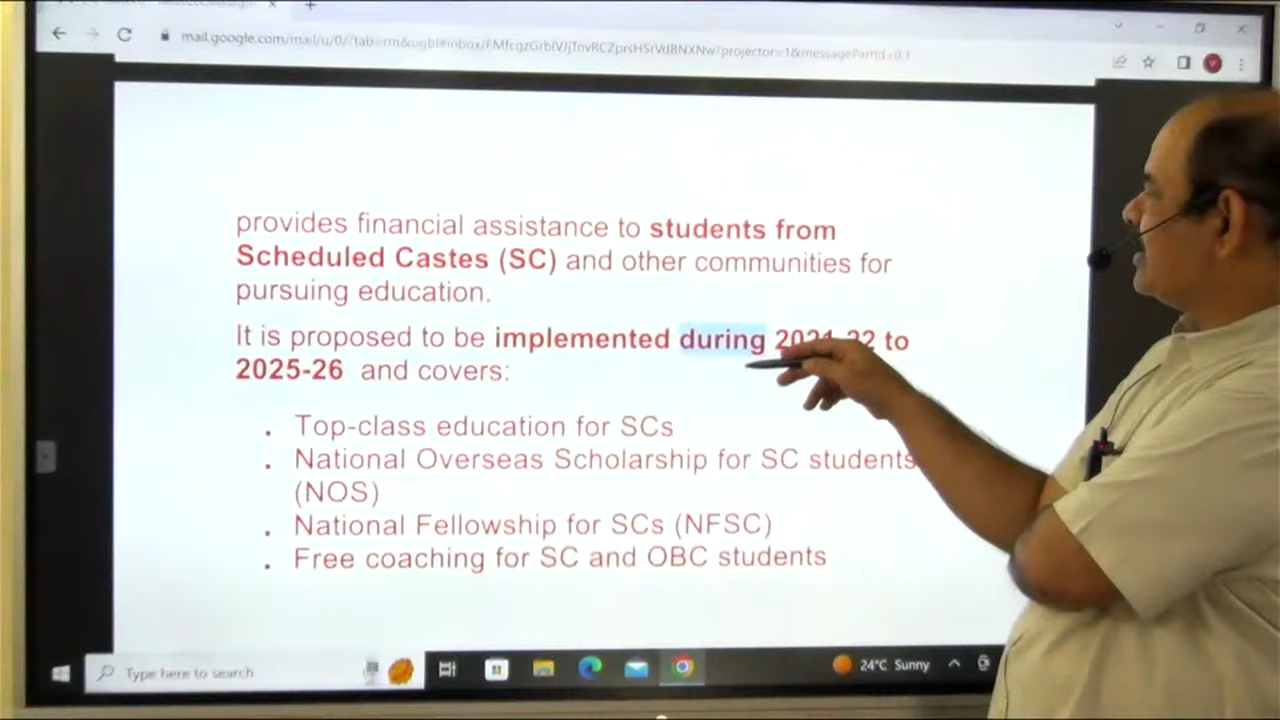 mail.google.com/mail/u/0/?tab=rm&ogbl#inbox/
projector=1&messagePartId=0.1
provides financial assistance to students from
Scheduled Castes (SC) and other communities for
pursuing education.
It is proposed to be implemented during 2021-22 to
2025-26 and covers:
. Top-class education for SCs
. National Overseas Scholarship for SC students
(NOS)
. National Fellowship for SCs (NFSC)
. Free coaching for SC and OBC students
Type here to search
24°C Sunny